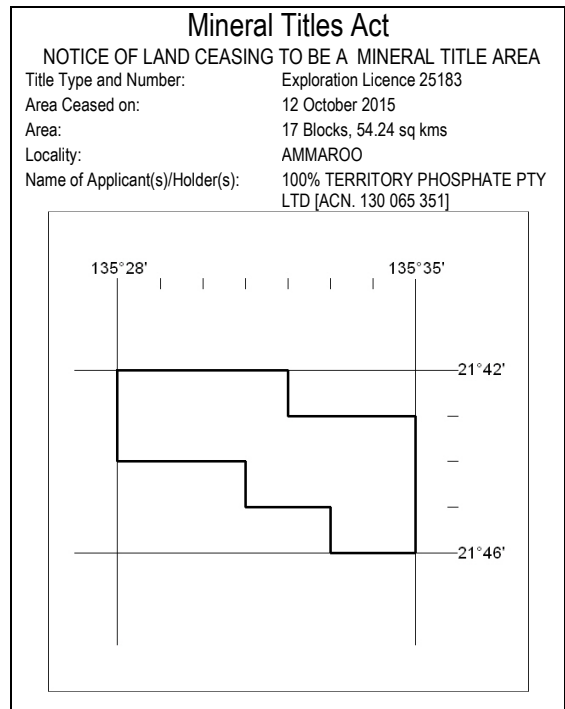 Mineral Titles Act
NOTICE OF LAND CEASING TO BE A MINERAL TITLE AREA
Title Type and Number: Exploration Licence 25183
Area Ceased on: 12 October 2015
Area: 17 Blocks, 54.24 sq kms
Locality: AMMAROO
Name of Applicant(s)/Holder(s): 100% TERRITORY PHOSPHATE PTY
LTD [ACN. 130 065 351]
135°28' 135°35'
21°42'
21°46'